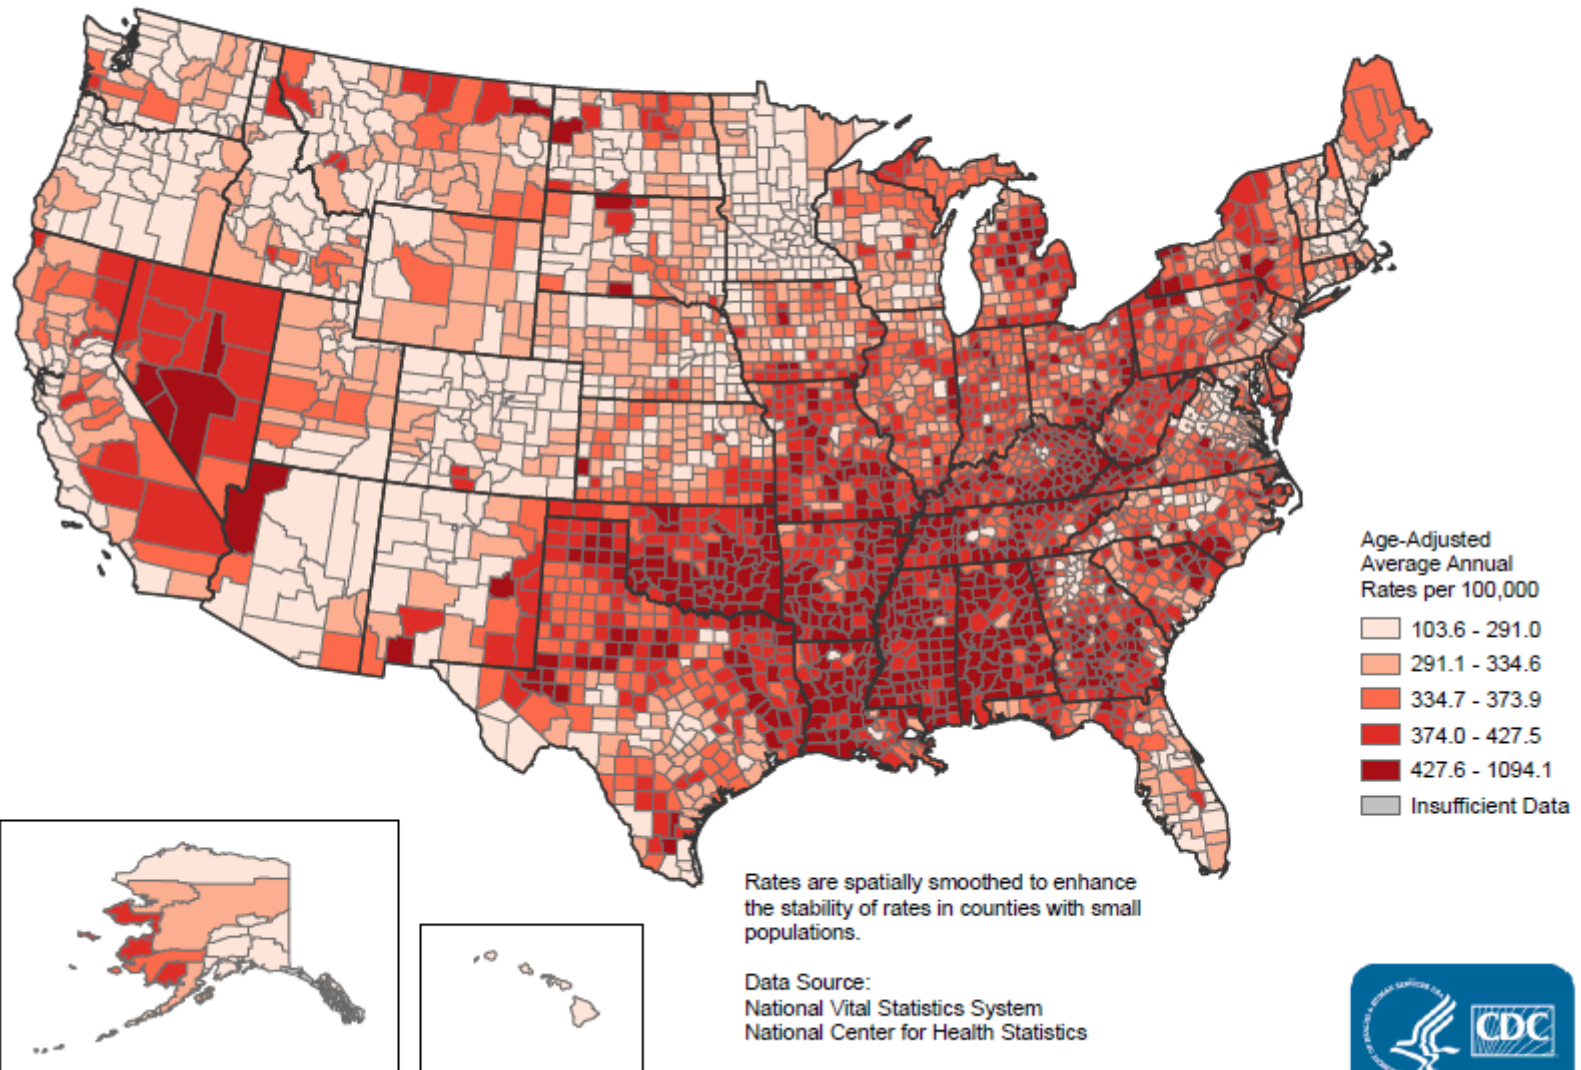 Age-Adjusted
Average Annual
Rates per 100,000
103.6 - 291.0
291.1 - 334.6
334.7 - 373.9
374.0 - 427.5
427.6 - 1094.1
Insufficient Data
Rates are spatially smoothed to enhance
the stability of rates in counties with small
populations.
Data Source:
National Vital Statistics System
National Center for Health Statistics
CDC